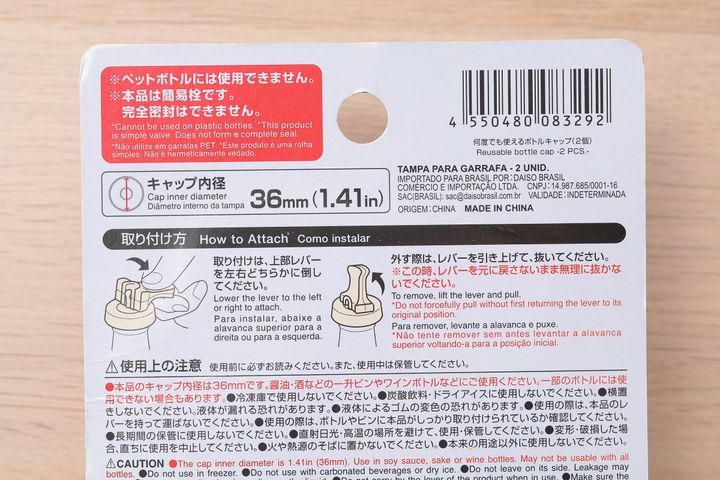 ※ペットボトルには使用できません。
※本品は簡易栓です。
完全密封はできません。
*Cannot be used on plastic bottles. *This product
is simple valve. Does not form a complete seal.
*Não utilize em garrafas PET *Este produto é uma rolha
simples. Não é hermeticamente vedado.
4 550480 083292
何度でも使えるボトルキャップ(2個)
Reusable bottle cap -2 PCS.-
キャップ内径
Cap inner diameter
Diâmetro interno da tampa
36mm(1.41in)
TAMPA PARA GARRAFA - 2 UNID.
IMPORTADO PARA BRASIL POR: DAISO BRASIL
COMÉRCIO E IMPORTAÇÃO LTDA. CNPJ: 14.987.685/0001-16
SAC(BRASIL): sac@daisobrasil.com.br VALIDADE: INDETERMINADA
ORIGEM: CHINA MADE IN CHINA
取り付け方 How to Attach Como instalar
取り付けは、上部レバー
を左右どちらかに倒し
てください。
Lower the lever to the left
or right to attach.
Para instalar, abaixe a
alavanca superior para a
direita ou para a esquerda.
外す際は、レバーを引き上げて、抜いてください。
※この時、レバーを元に戻さないまま無理に抜かな
いでください。
To remove, lift the lever and pull.
*Do not forcefully pull without first returning the lever to its
original position.
Para remover, levante a alavanca e puxe.
*Não tente remover sem antes levantar a alavanca
superior voltando-a para a posição inicial.
⚠使用上の注意 使用前に必ずお読みください。また、使用中は保管してください。
●本品のキャップ内径は36mmです。醤油・酒などの一升ビンやワインボトルなどにご使用ください。一部のボトルには使
用できない場合もあります。●冷凍庫で使用しないでください。●炭酸飲料・ドライアイスに使用しないでください。●横置
きしないでください。液体が漏れる恐れがあります。●液体によるゴムの変色の恐れがあります。●使用の際は、本品のレ
バーを持って運ばないでください。●使用の際は、ボトルやビンに本品がしっかり取り付けられているか確認してください。
●長期間の保管に使用しないでください。●直射日光・高温の場所を避けて、使用・保管してください。●変形・破損した場
合、直ちに使用を中止してください。●火や熱源のそばに置かないでください。●本来の用途以外に使用しないでください。
⚠CAUTION ●The cap inner diameter is 1.41in (36mm). Use in soy sauce, sake or wine bottles. May not be usable with all
bottles. ●Do not use in freezer. ●Do not use with carbonated beverages or dry ice. ●Do not leave on its side. Leakage may